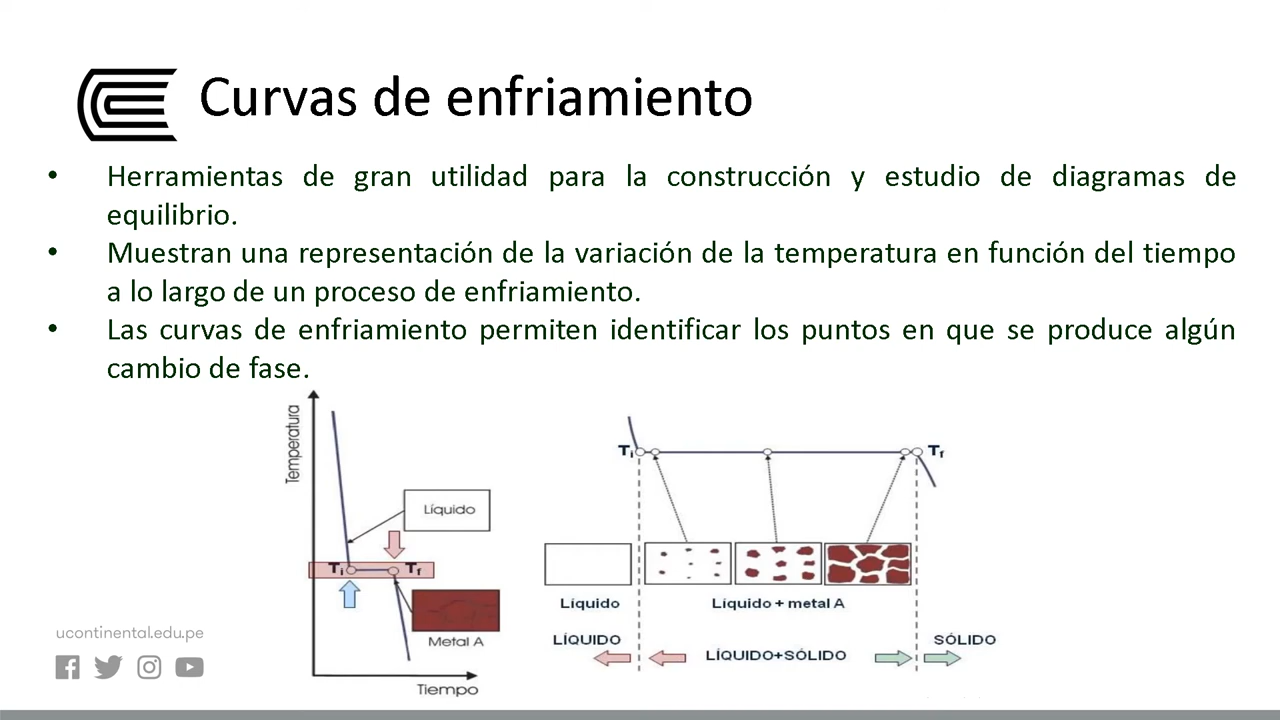 Curvas de enfriamiento
• Herramientas de gran utilidad para la construcción y estudio de diagramas de
equilibrio.
• Muestran una representación de la variación de la temperatura en función del tiempo
a lo largo de un proceso de enfriamiento.
• Las curvas de enfriamiento permiten identificar los puntos en que se produce algún
cambio de fase.
Temperatura
Líquido
Ti Tf
Metal A
Tiempo
Ti Tf
Líquido
Líquido + metal A
LÍQUIDO
LÍQUIDO+SÓLIDO
SÓLIDO
ucontinental.edu.pe